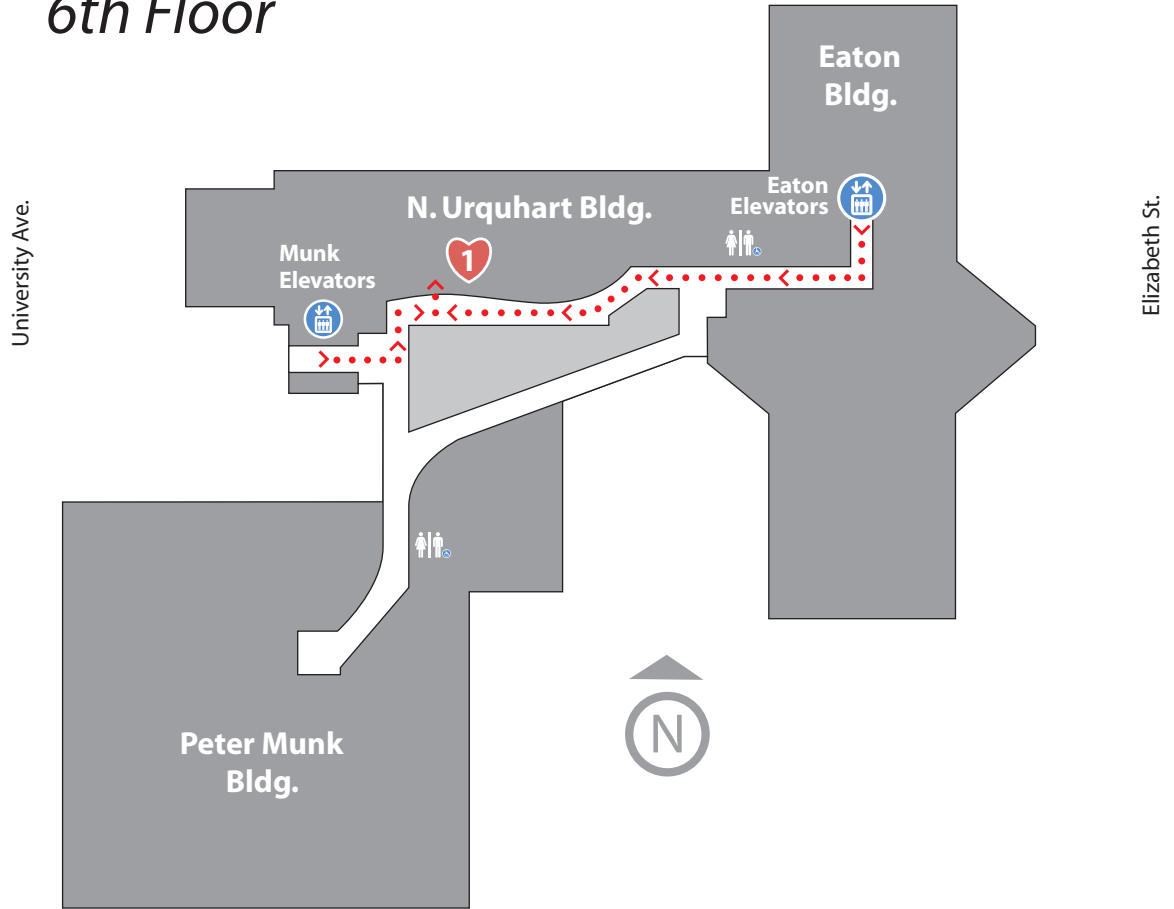 6th Floor
Eaton
Bldg.
University Ave.
Elizabeth St.
Eaton
Elevators
N. Urquhart Bldg.
1
Munk
Elevators
Peter Munk
Bldg.
N